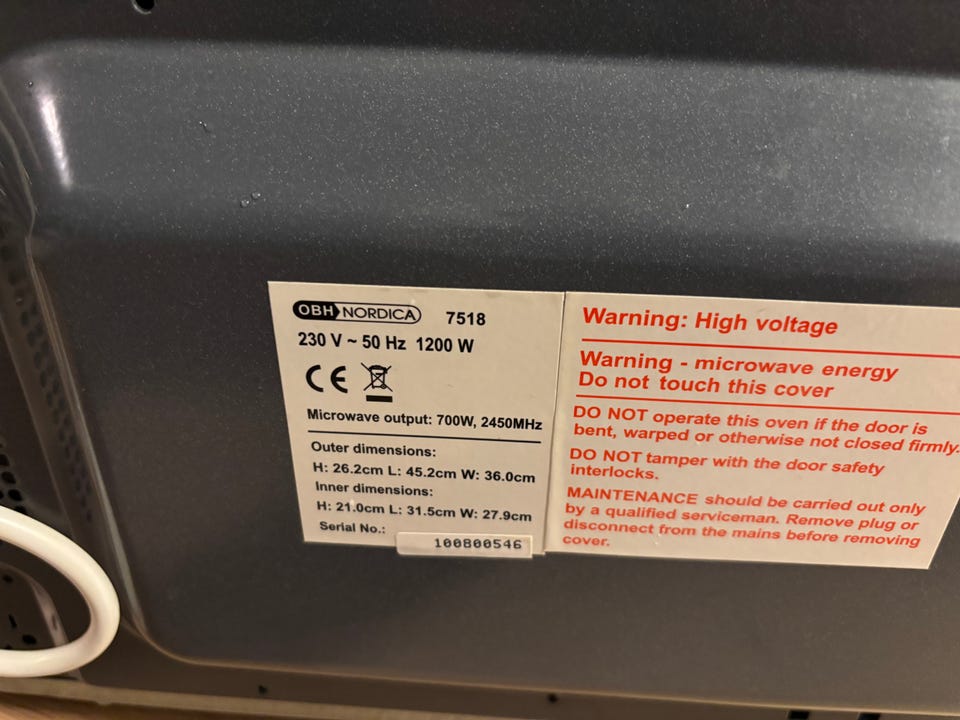 OBH NORDICA 7518
230 V ~ 50 Hz 1200 W
CE
Microwave output: 700W, 2450MHz
Outer dimensions:
H: 26.2cm L: 45.2cm W: 36.0cm
Inner dimensions:
H: 21.0cm L: 31.5cm W: 27.9cm
Serial No.: 100800546
Warning: High voltage
Warning - microwave energy
Do not touch this cover
DO NOT operate this oven if the door is
bent, warped or otherwise not closed firmly.
DO NOT tamper with the door safety
interlocks.
MAINTENANCE should be carried out only
by a qualified serviceman. Remove plug or
disconnect from the mains before removing
cover.